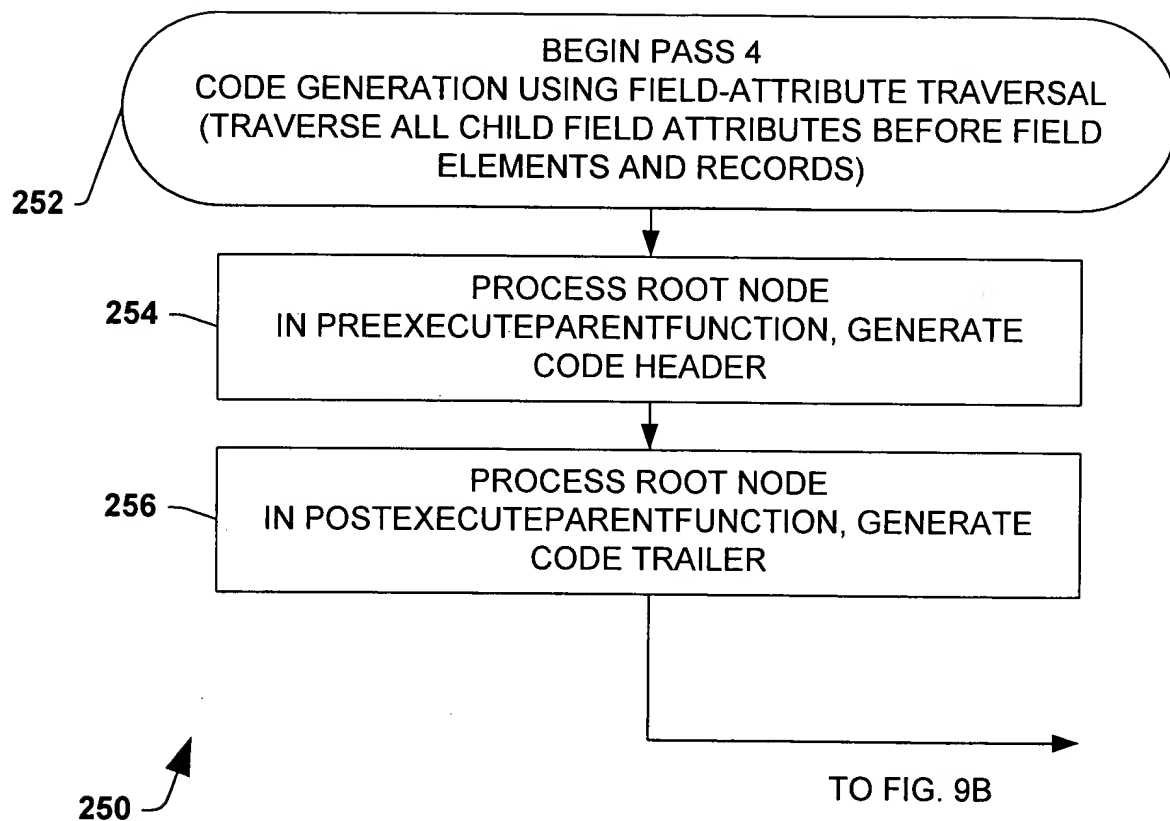 BEGIN PASS 4
CODE GENERATION USING FIELD-ATTRIBUTE TRAVERSAL
(TRAVERSE ALL CHILD FIELD ATTRIBUTES BEFORE FIELD
ELEMENTS AND RECORDS)
252
PROCESS ROOT NODE
IN PREEXECUTEPARENTFUNCTION, GENERATE
CODE HEADER
254
PROCESS ROOT NODE
IN POSTEXECUTEPARENTFUNCTION, GENERATE
CODE TRAILER
256
TO FIG. 9B
250